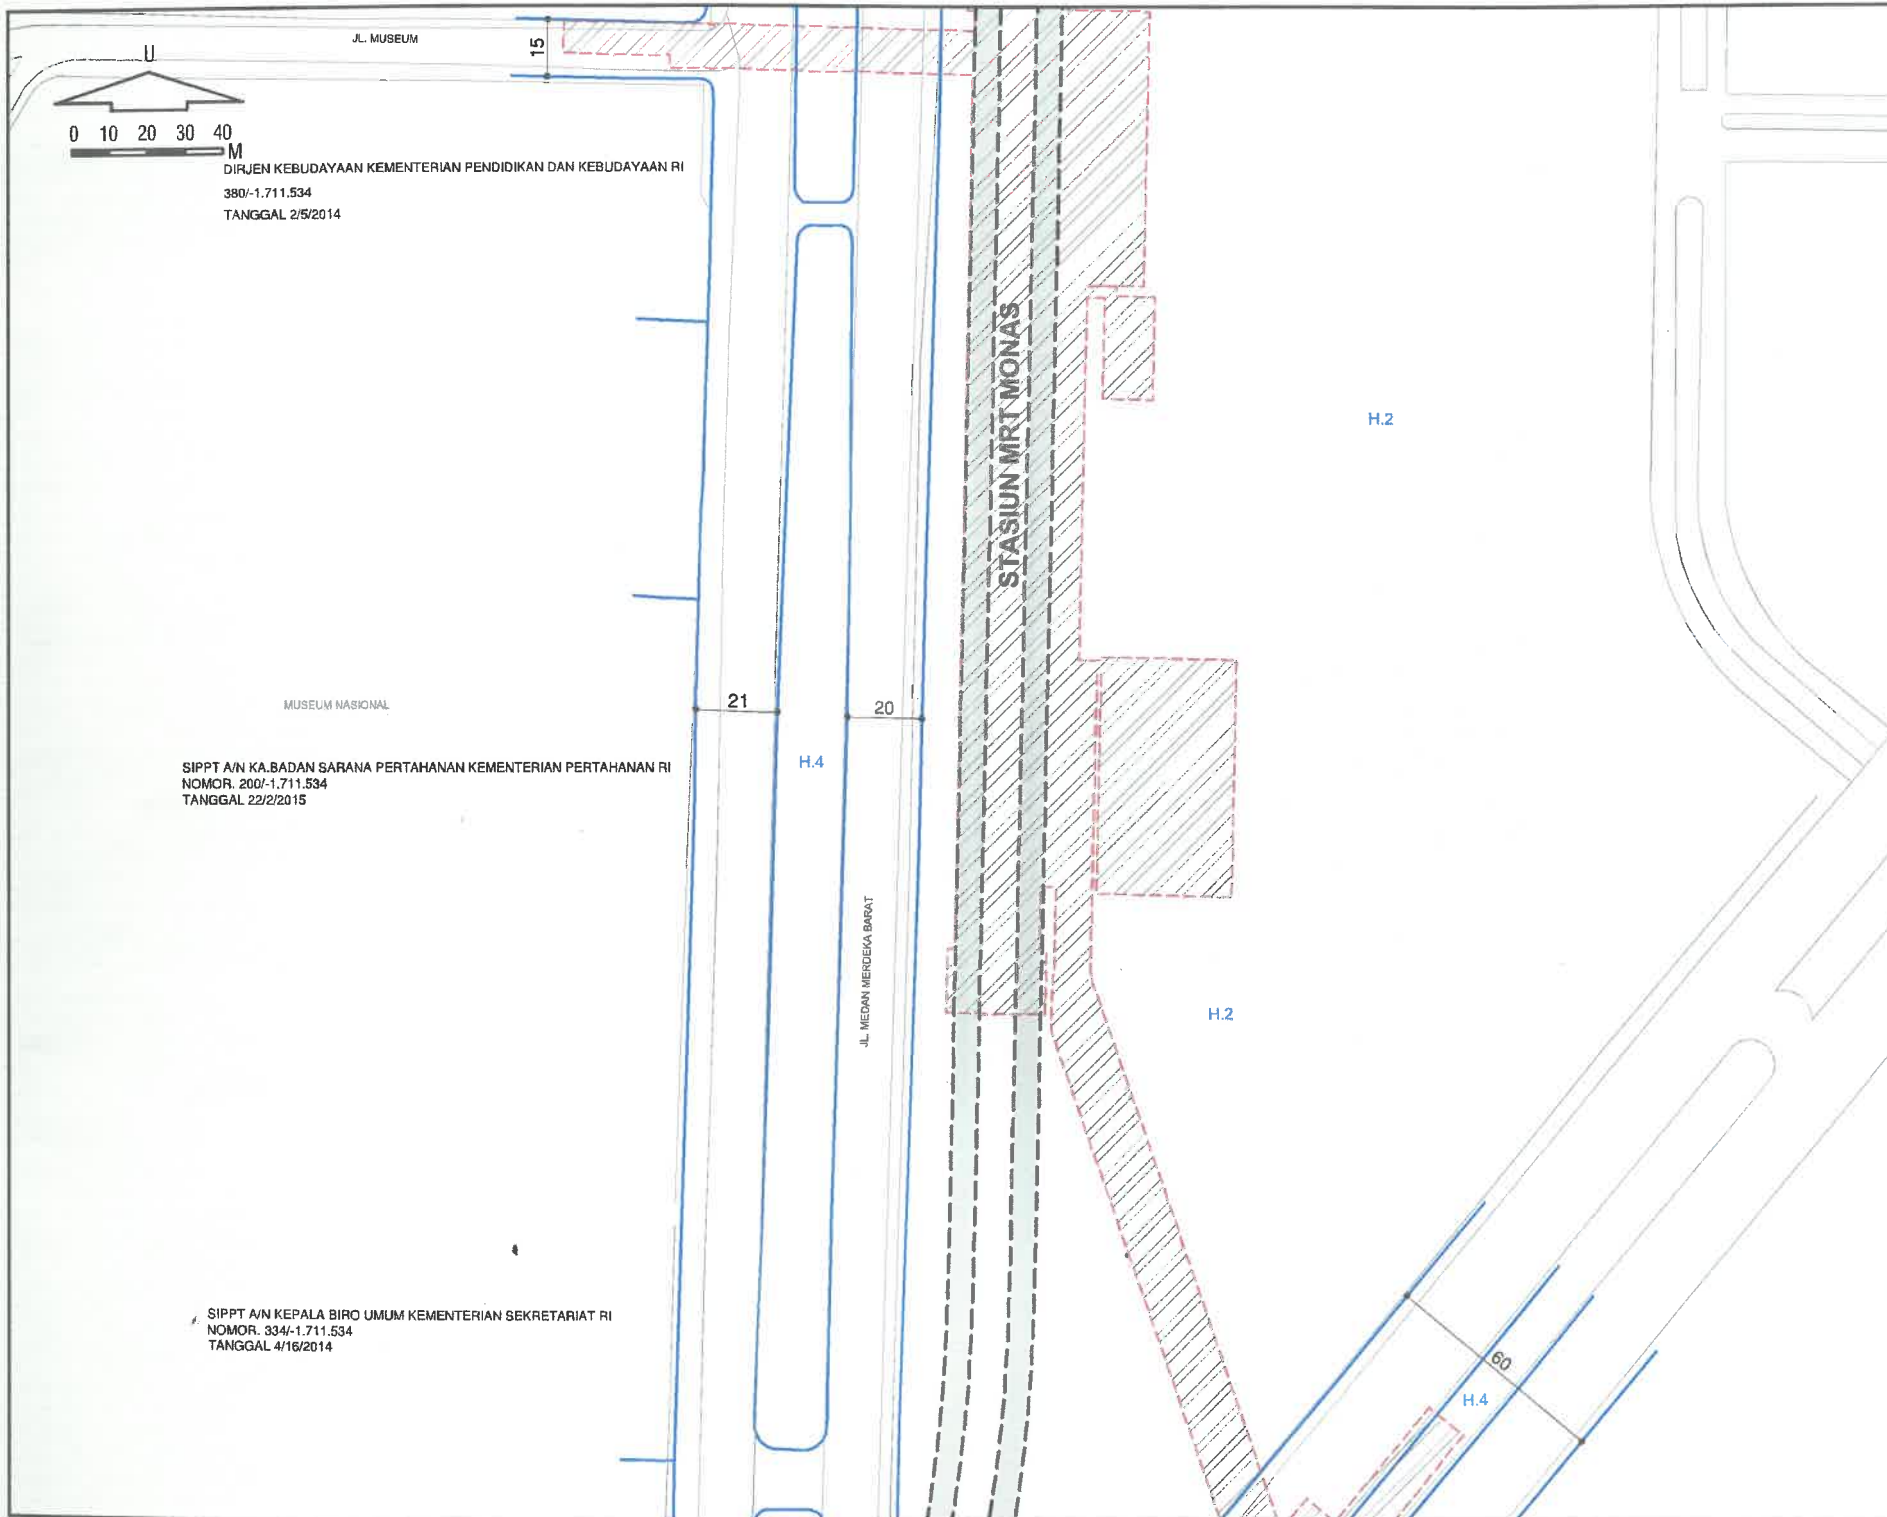 JL. MUSEUM
15
U
0 10 20 30 40
M
DIRJEN KEBUDAYAAN KEMENTERIAN PENDIDIKAN DAN KEBUDAYAAN RI
380/-1.711.534
TANGGAL 2/5/2014
STASIUN MRT MONAS
H.2
MUSEUM NASIONAL
21
20
H.4
SIPPT A/N KA.BADAN SARANA PERTAHANAN KEMENTERIAN PERTAHANAN RI
NOMOR. 200/-1.711.534
TANGGAL 22/2/2015
JL. MEDAN MERDEKA BARAT
H.2
SIPPT A/N KEPALA BIRO UMUM KEMENTERIAN SEKRETARIAT RI
NOMOR. 334/-1.711.534
TANGGAL 4/16/2014
60
H.4